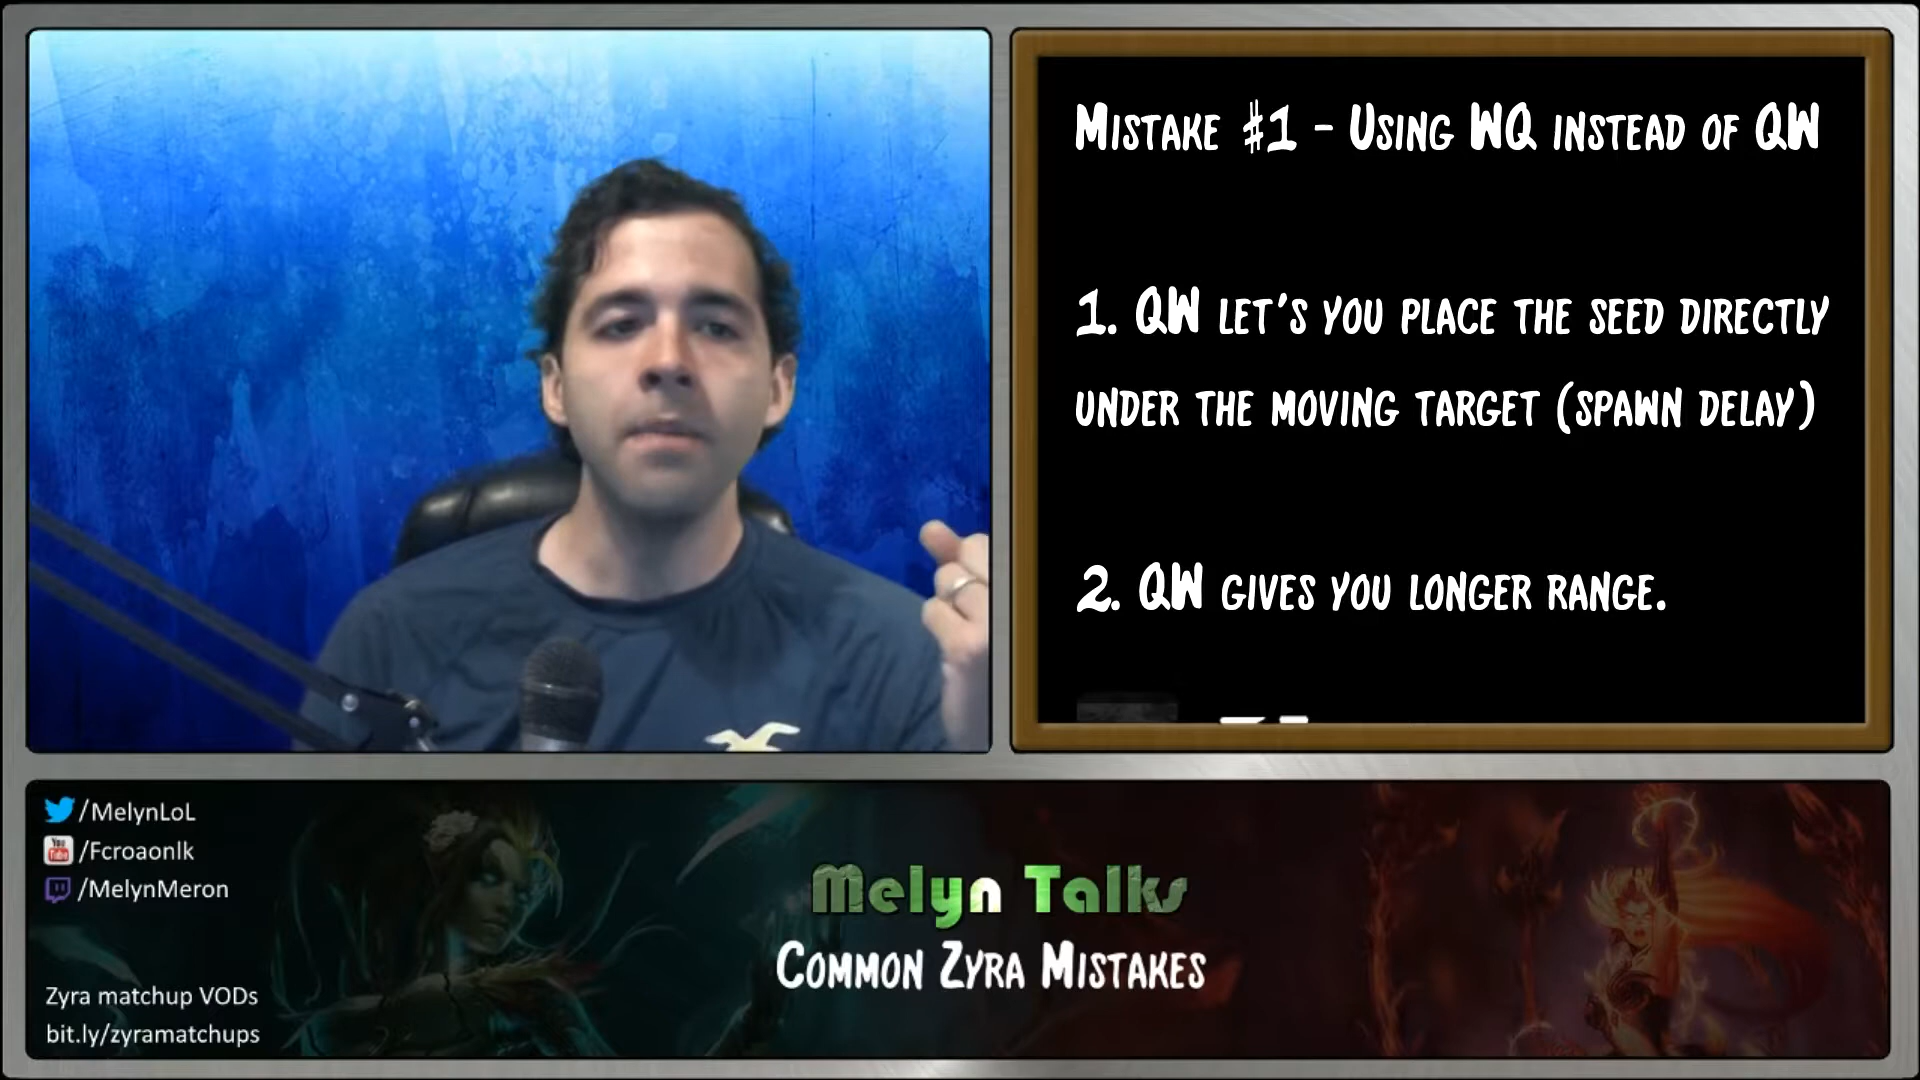 Mistake #1 - Using WQ instead of QW
1. QW let's you place the seed directly
under the moving target (spawn delay)
2. QW gives you longer range.
/MelynLoL
You Tube /Fcroaonlk
/MelynMeron
Melyn Talks
Common Zyra Mistakes
Zyra matchup VODs
bit.ly/zyramatchups